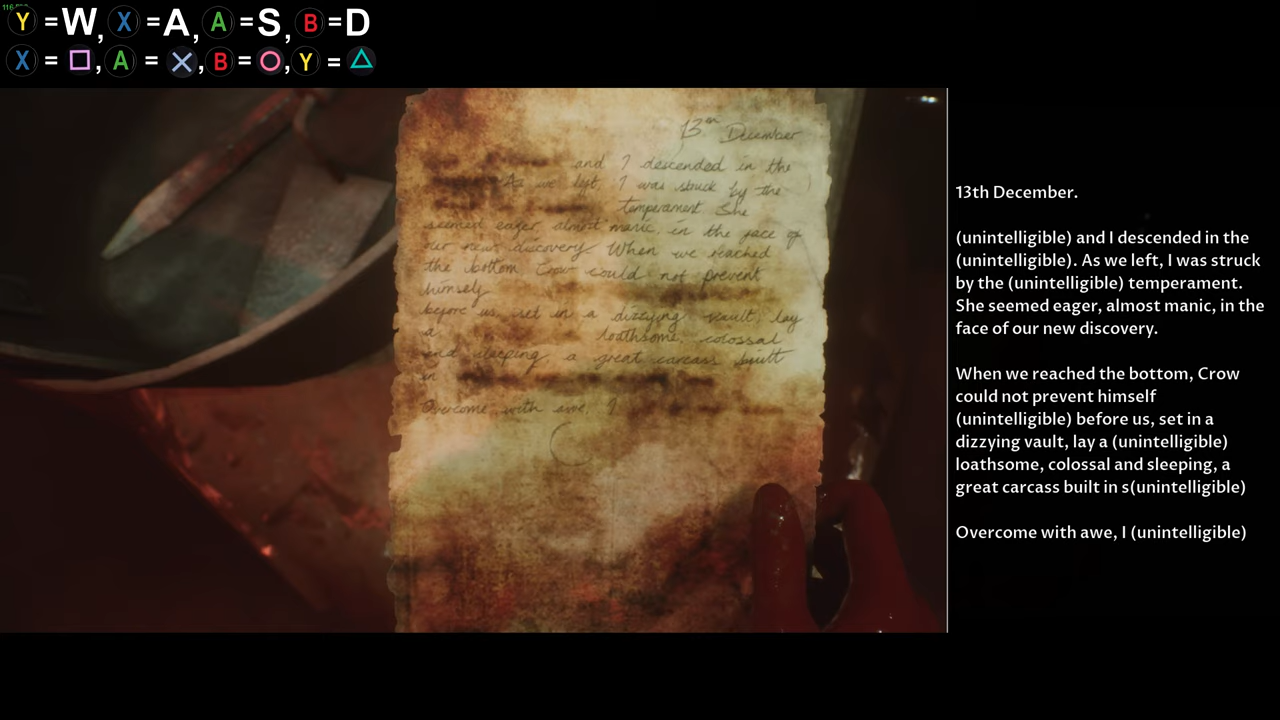 116 FPS
Y =W, X =A, A =S, B =D
X = □, A = ✕, B = ○, Y = △
13th December
and I descended in the
As we left, I was struck by the
temperament She
seemed eager almost manic, in the face of
our new discovery When we reached
the bottom Crow could not prevent
himself
before us, set in a dizzying vault, lay
a loathsome, colossal
and sleeping a great carcass built
in
Overcome with awe, I
13th December.
(unintelligible) and I descended in the
(unintelligible). As we left, I was struck
by the (unintelligible) temperament.
She seemed eager, almost manic, in the
face of our new discovery.
When we reached the bottom, Crow
could not prevent himself
(unintelligible) before us, set in a
dizzying vault, lay a (unintelligible)
loathsome, colossal and sleeping, a
great carcass built in s(unintelligible)
Overcome with awe, I (unintelligible)